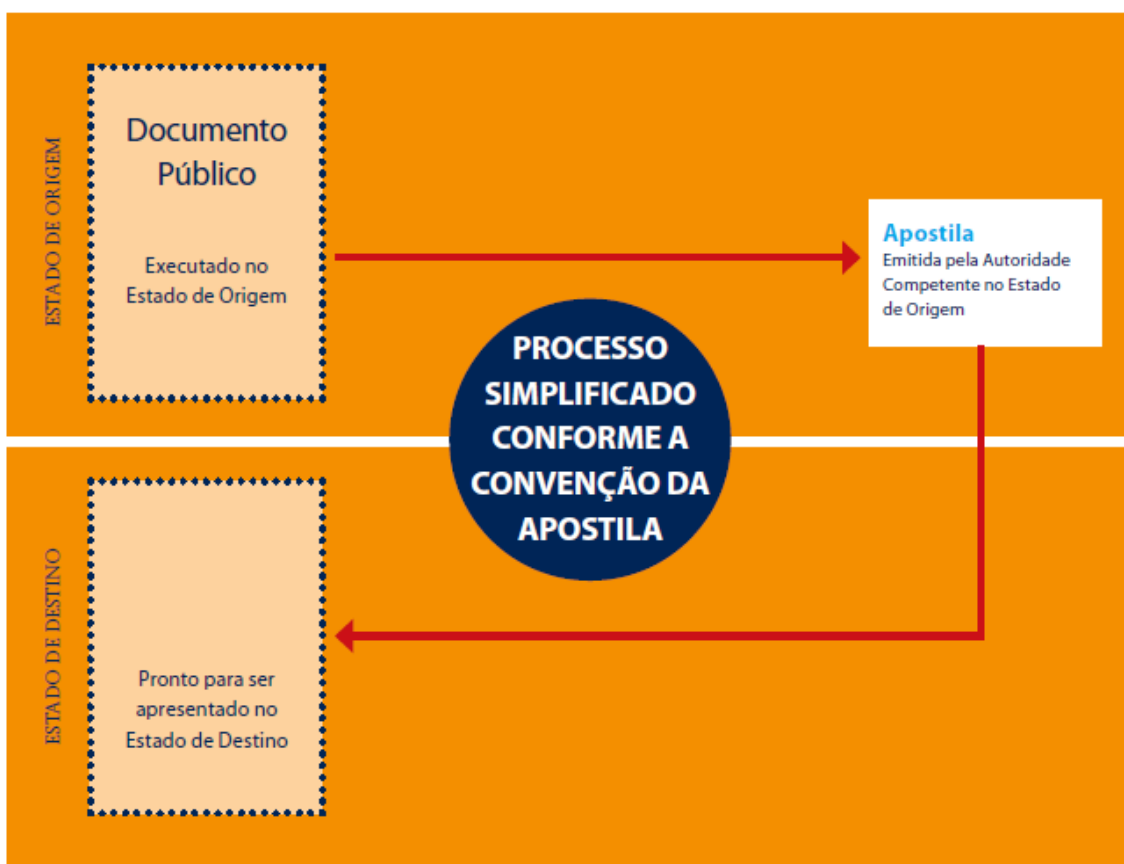 ESTADO DE ORIGEM
Documento
Público
Executado no
Estado de Origem
Apostila
Emitida pela Autoridade
Competente no Estado
de Origem
PROCESSO
SIMPLIFICADO
CONFORME A
CONVENÇÃO DA
APOSTILA
ESTADO DE DESTINO
Pronto para ser
apresentado no
Estado de Destino